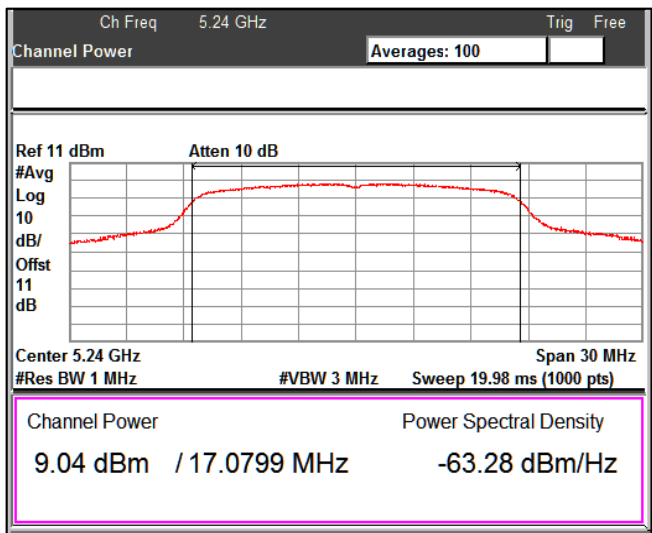 Ch Freq 5.24 GHz Trig Free
Channel Power Averages: 100
Ref 11 dBm Atten 10 dB
#Avg
Log
10
dB/
Offst
11
dB
Center 5.24 GHz Span 30 MHz
#Res BW 1 MHz #VBW 3 MHz Sweep 19.98 ms (1000 pts)
Channel Power Power Spectral Density
9.04 dBm / 17.0799 MHz -63.28 dBm/Hz